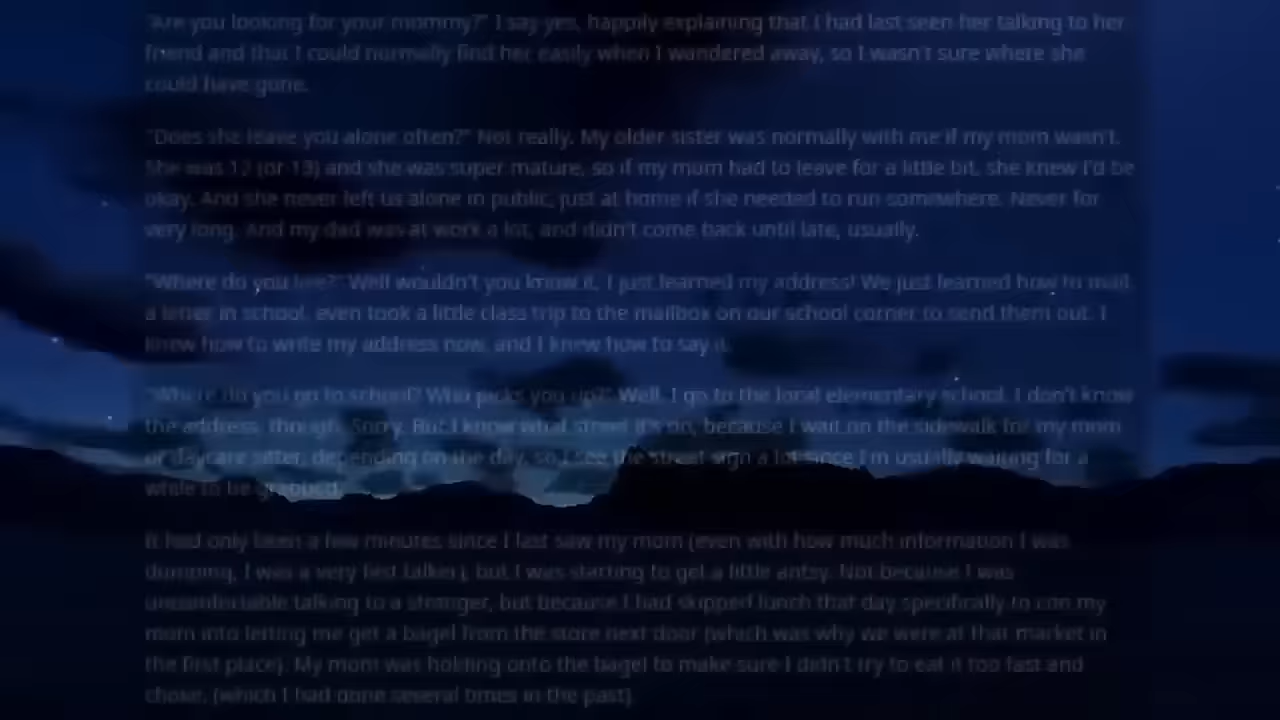 "Are you looking for your mommy?" I say yes, happily explaining that I had last seen her talking to her
friend and that I could normally find her easily when I wandered away, so I wasn't sure where she
could have gone.
"Does she leave you alone often?" Not really. My older sister was normally with me if my mom wasn't.
She was 12 (or 13) and she was super mature, so if my mom had to leave for a little bit, she knew I'd be
okay. And she never left us alone in public, just at home if she needed to run somewhere. Never for
very long. And my dad was at work a lot, and didn't come back until late, usually.
"Where do you live?" Well wouldn't you know it, I just learned my address! We just learned how to mail
a letter in school, even took a little class trip to the mailbox on our school corner to send them out. I
knew how to write my address now, and I knew how to say it.
"Where do you go to school? Who picks you up?" Well, I go to the local elementary school. I don't know
the address, though. Sorry. But I know what street it's on, because I wait on the sidewalk for my mom
or daycare sitter, depending on the day, so I see the street sign a lot since I'm usually waiting for a
while to be grabbed.
It had only been a few minutes since I last saw my mom (even with how much information I was
dumping, I was a very fast talker), but I was starting to get a little antsy. Not because I was
uncomfortable talking to a stranger, but because I had skipped lunch that day specifically to con my
mom into letting me get a bagel from the store next door (which was why we were at that market in
the first place). My mom was holding onto the bagel to make sure I didn't try to eat it too fast and
choke. (which I had done several times in the past).